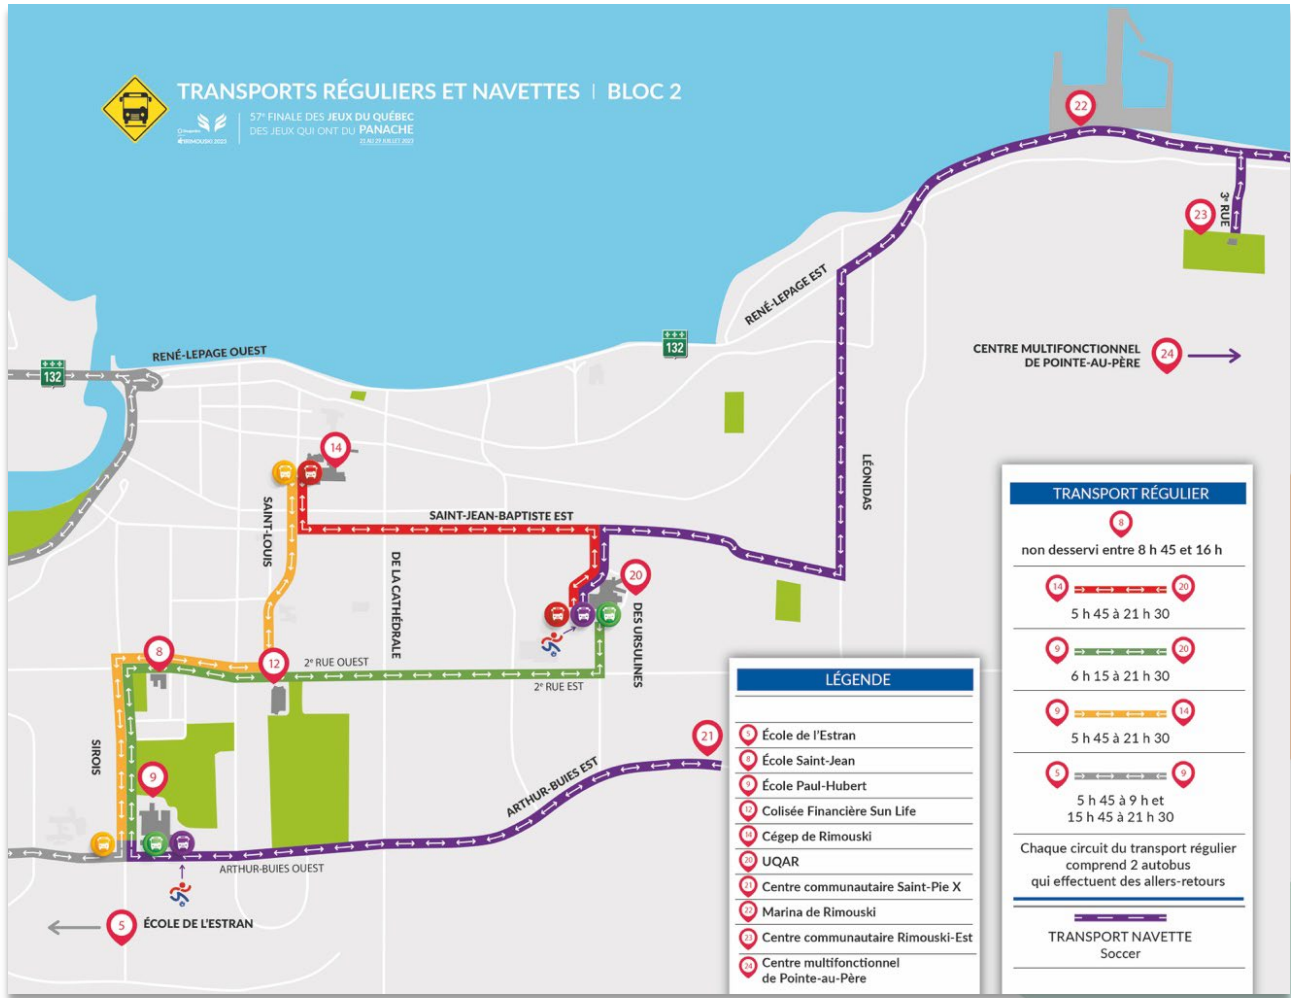 TRANSPORTS RÉGULIERS ET NAVETTES | BLOC 2
57e FINALE DES JEUX DU QUÉBEC
DES JEUX QUI ONT DU PANACHE
21 AU 29 JUILLET 2023
RIMOUSKI 2023
22
23
3e RUE
RENÉ-LEPAGE EST
132
RENÉ-LEPAGE OUEST
132
CENTRE MULTIFONCTIONNEL
DE POINTE-AU-PÈRE
24
14
LÉONIDAS
SAINT-LOUIS
SAINT-JEAN-BAPTISTE EST
DE LA CATHÉDRALE
20
DES URSULINES
8
12
2e RUE OUEST
2e RUE EST
SIROIS
9
21
ARTHUR-BUIES EST
ARTHUR-BUIES OUEST
5
ÉCOLE DE L'ESTRAN
LÉGENDE
5 École de l'Estran
8 École Saint-Jean
9 École Paul-Hubert
12 Colisée Financière Sun Life
14 Cégep de Rimouski
20 UQAR
21 Centre communautaire Saint-Pie X
22 Marina de Rimouski
23 Centre communautaire Rimouski-Est
24 Centre multifonctionnel
de Pointe-au-Père
TRANSPORT RÉGULIER
8
non desservi entre 8 h 45 et 16 h
14 20
5 h 45 à 21 h 30
9 20
6 h 15 à 21 h 30
9 14
5 h 45 à 21 h 30
5 9
5 h 45 à 9 h et
15 h 45 à 21 h 30
Chaque circuit du transport régulier
comprend 2 autobus
qui effectuent des allers-retours
TRANSPORT NAVETTE
Soccer